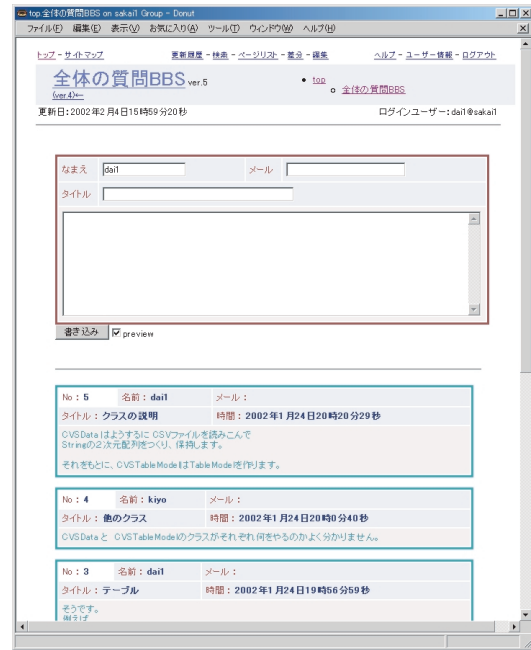 top.全体の質問BBS on sakai1 Group - Donut
ファイル(F) 編集(E) 表示(V) お気に入り(A) ツール(T) ウィンドウ(W) ヘルプ(H)
トップ - サイトマップ 更新履歴 - 検索 - ページリスト - 差分 - 編集 ヘルプ - ユーザー情報 - ログアウト
全体の質問BBS ver.5
(ver.4)←
top
全体の質問BBS
更新日:2002年2月4日15時59分20秒 ログインユーザー:dai1@sakai1
なまえ dai1 メール
タイトル
書き込み preview
No : 5 名前 : dai1 メール :
タイトル : クラスの説明 時間 : 2002年1月24日20時20分29秒
CVSDataはようするに CSVファイルを読みこんで
Stringの2次元配列をつくり、保持します。
それをもとに、CVSTableModelはTableModelを作ります。
No : 4 名前 : kiyo メール :
タイトル : 他のクラス 時間 : 2002年1月24日20時0分40秒
CVSDataと CVSTableModelのクラスがそれぞれ何をやるのかよく分かりません。
No : 3 名前 : dai1 メール :
タイトル : テーブル 時間 : 2002年1月24日19時56分59秒
そうです。
例えば